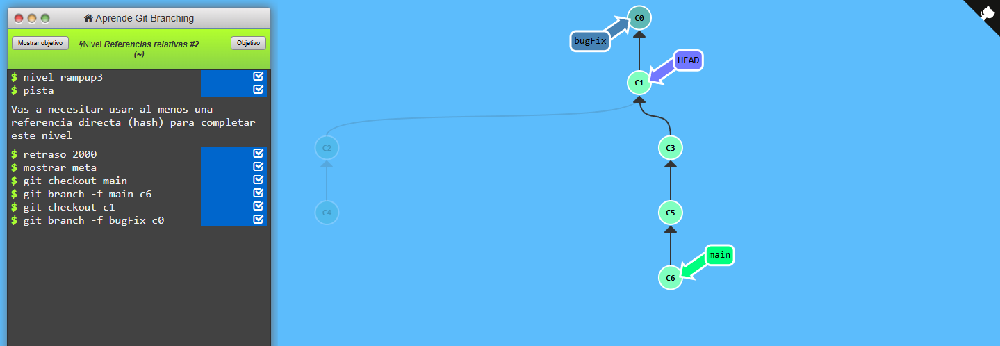 Aprende Git Branching
Mostrar objetivo
Nivel Referencias relativas #2
(~)
Objetivo
$ nivel rampup3
$ pista
Vas a necesitar usar al menos una
referencia directa (hash) para completar
este nivel
$ retraso 2000
$ mostrar meta
$ git checkout main
$ git branch -f main c6
$ git checkout c1
$ git branch -f bugFix c0
C0
bugFix
HEAD
C1
C2
C3
C4
C5
main
C6